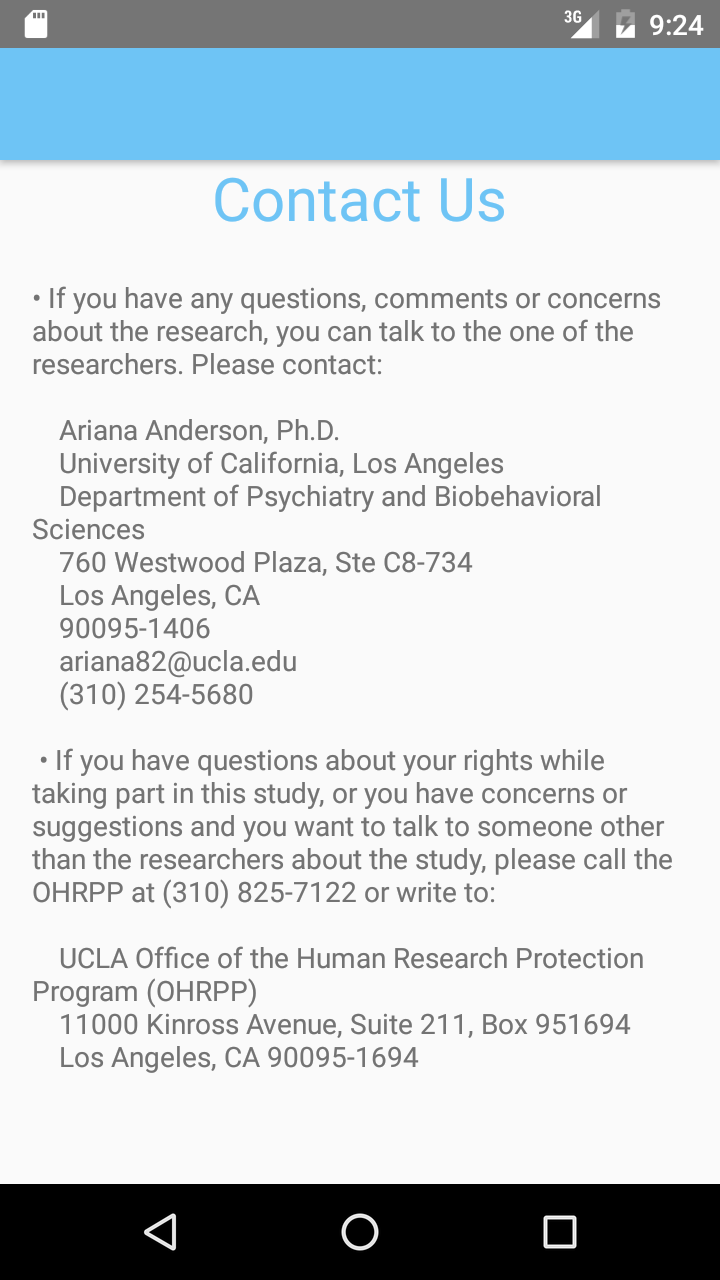 3G 9:24
Contact Us
• If you have any questions, comments or concerns
about the research, you can talk to the one of the
researchers. Please contact:
Ariana Anderson, Ph.D.
University of California, Los Angeles
Department of Psychiatry and Biobehavioral
Sciences
760 Westwood Plaza, Ste C8-734
Los Angeles, CA
90095-1406
ariana82@ucla.edu
(310) 254-5680
• If you have questions about your rights while
taking part in this study, or you have concerns or
suggestions and you want to talk to someone other
than the researchers about the study, please call the
OHRPP at (310) 825-7122 or write to:
UCLA Office of the Human Research Protection
Program (OHRPP)
11000 Kinross Avenue, Suite 211, Box 951694
Los Angeles, CA 90095-1694